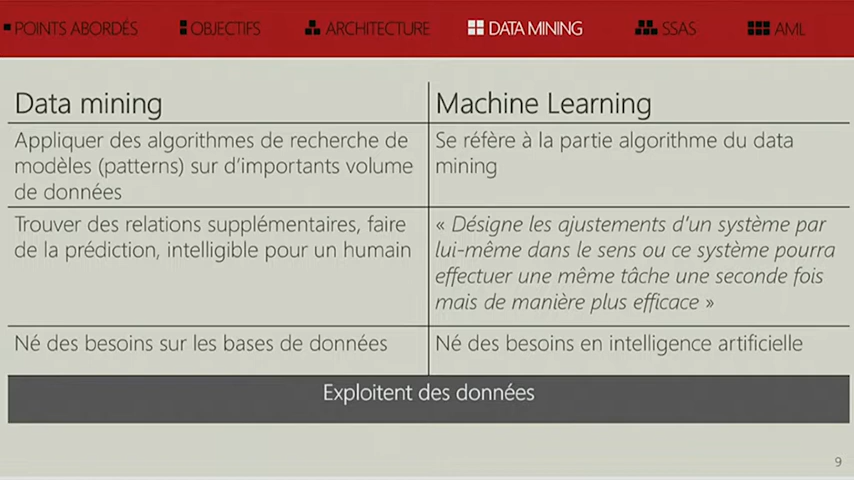 POINTS ABORDÉS OBJECTIFS ARCHITECTURE DATA MINING SSAS AML
Data mining
Machine Learning
Appliquer des algorithmes de recherche de
modèles (patterns) sur d'importants volume
de données
Se réfère à la partie algorithme du data
mining
Trouver des relations supplémentaires, faire
de la prédiction, intelligible pour un humain
« Désigne les ajustements d'un système par
lui-même dans le sens ou ce système pourra
effectuer une même tâche une seconde fois
mais de manière plus efficace »
Né des besoins sur les bases de données
Né des besoins en intelligence artificielle
Exploitent des données
9